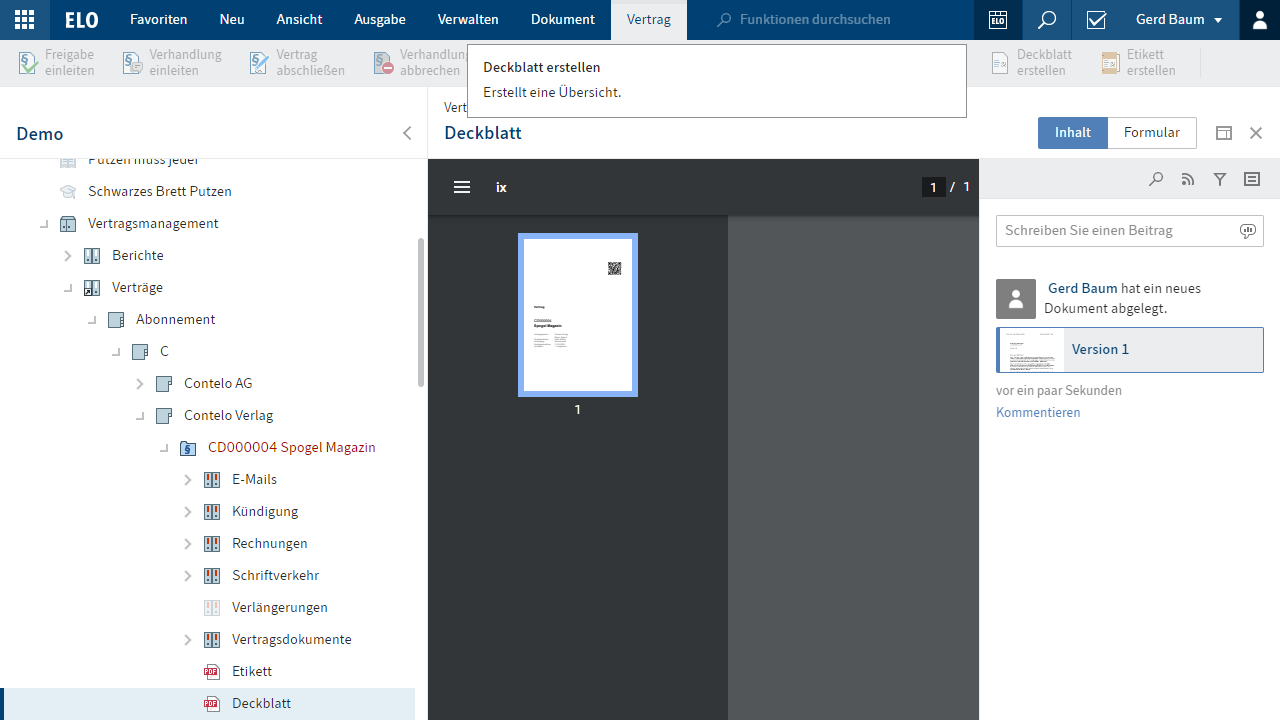 ELO
Favoriten
Neu
Ansicht
Ausgabe
Verwalten
Dokument
Vertrag
Funktionen durchsuchen
ELO
Gerd Baum
Freigabe
einleiten
Verhandlung
einleiten
Vertrag
abschließen
Verhandlung
abbrechen
Deckblatt
erstellen
Etikett
erstellen
Deckblatt erstellen
Erstellt eine Übersicht.
Demo
Putzen muss jeder
Schwarzes Brett Putzen
Vertragsmanagement
Berichte
Verträge
Abonnement
C
Contelo AG
Contelo Verlag
CD000004 Spogel Magazin
E-Mails
Kündigung
Rechnungen
Schriftverkehr
Verlängerungen
Vertragsdokumente
PDF Etikett
PDF Deckblatt
Vert
Deckblatt
Inhalt
Formular
ix
1 / 1
Vertrag
CD000004
Spogel Magazin
1
Schreiben Sie einen Beitrag
Gerd Baum hat ein neues
Dokument abgelegt.
Version 1
vor ein paar Sekunden
Kommentieren